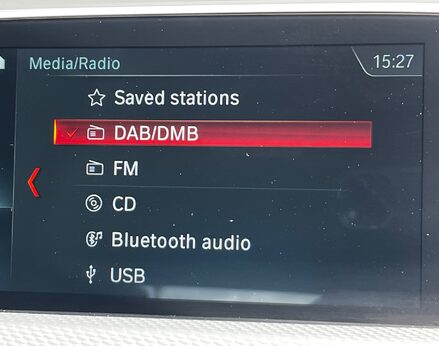 Media/Radio
15:27
Saved stations
DAB/DMB
FM
CD
Bluetooth audio
USB